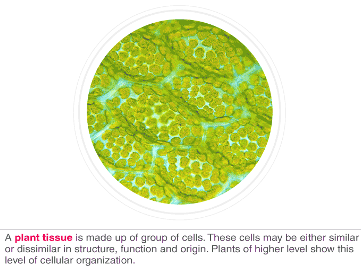 A plant tissue is made up of group of cells. These cells may be either similar
or dissimilar in structure, function and origin. Plants of higher level show this
level of cellular organization.